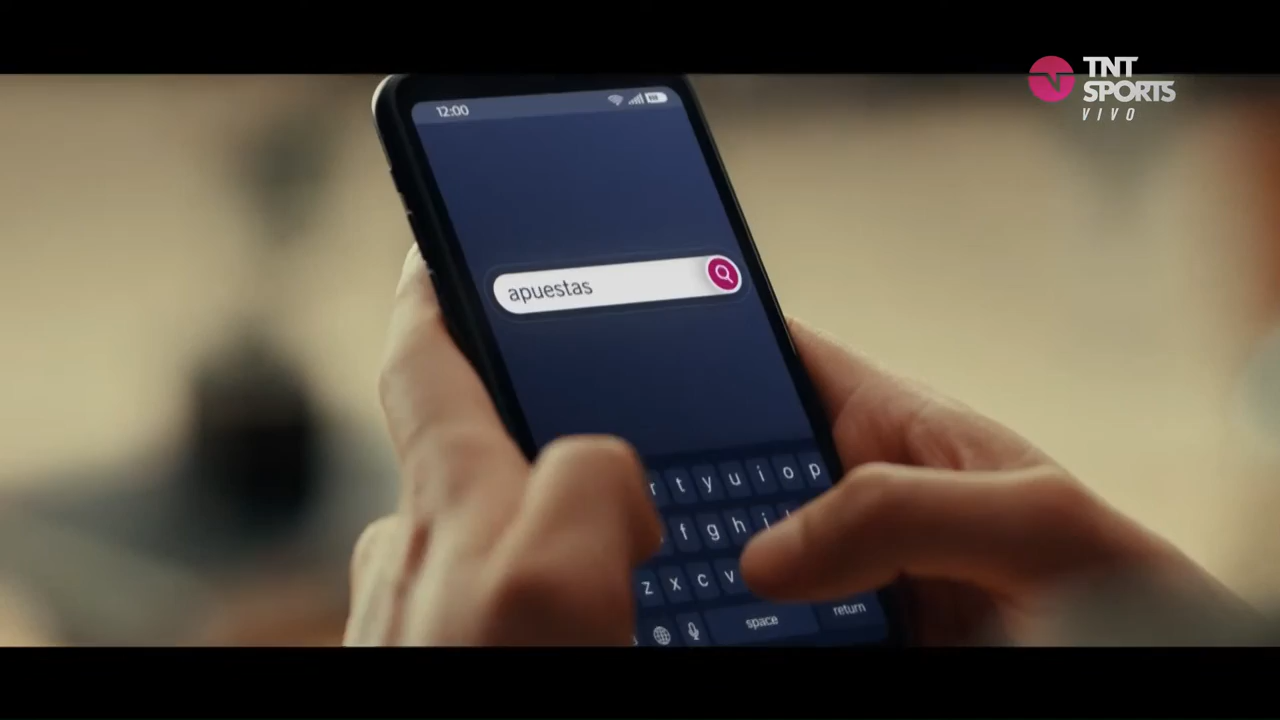 TNT
SPORTS
VIVO
12:00
apuestas
r t y u i o p
f g h j
z x c v
space return